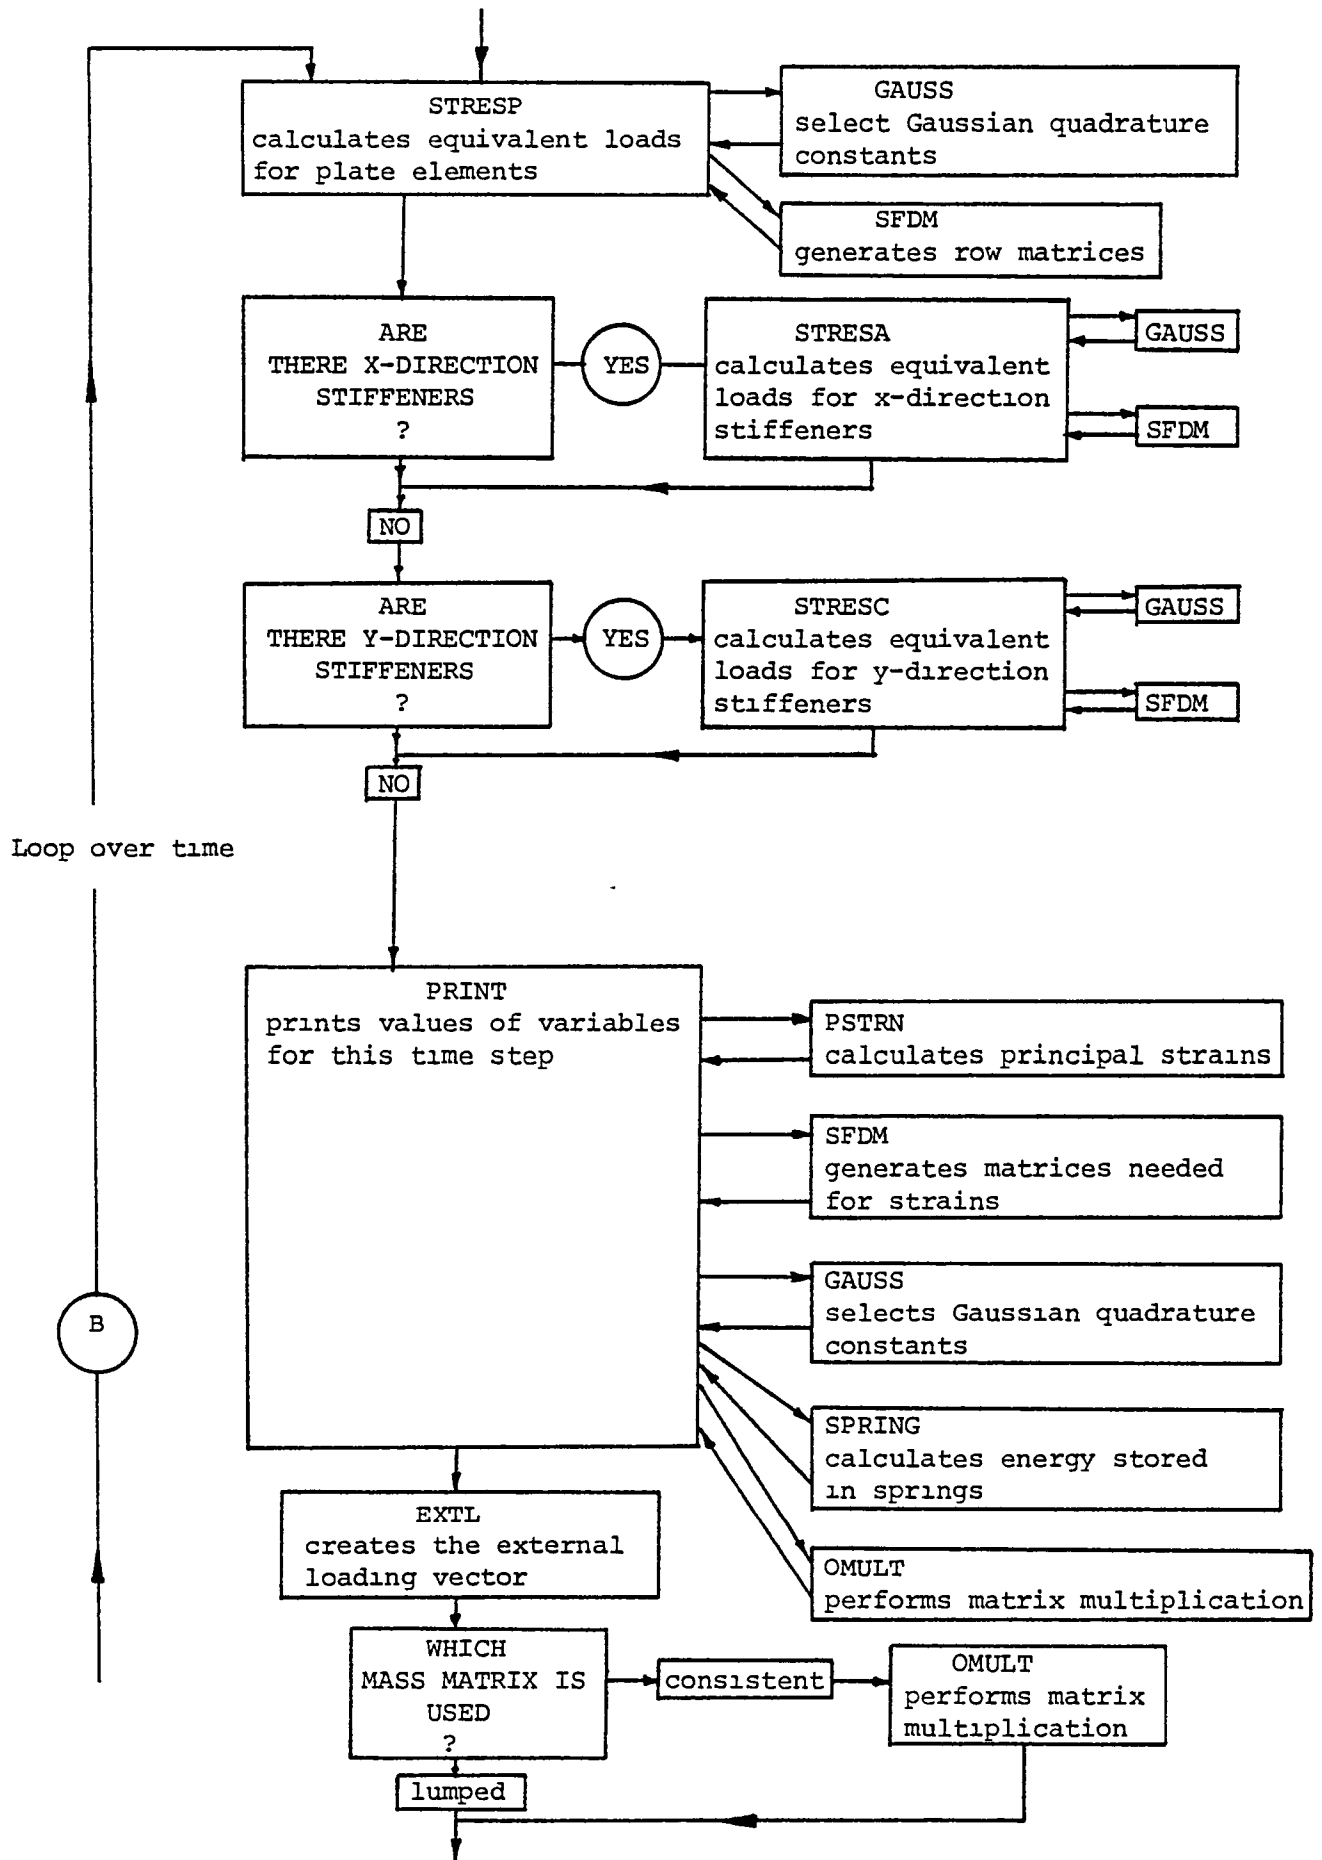 STRESP
calculates equivalent loads
for plate elements
GAUSS
select Gaussian quadrature
constants
SFDM
generates row matrices
ARE
THERE X-DIRECTION
STIFFENERS
?
YES
STRESA
calculates equivalent
loads for x-direction
stiffeners
GAUSS
SFDM
NO
ARE
THERE Y-DIRECTION
STIFFENERS
?
YES
STRESC
calculates equivalent
loads for y-direction
stiffeners
GAUSS
SFDM
NO
Loop over time
PRINT
prints values of variables
for this time step
PSTRN
calculates principal strains
SFDM
generates matrices needed
for strains
GAUSS
selects Gaussian quadrature
constants
B
SPRING
calculates energy stored
in springs
EXTL
creates the external
loading vector
OMULT
performs matrix multiplication
WHICH
MASS MATRIX IS
USED
?
consistent
OMULT
performs matrix
multiplication
lumped